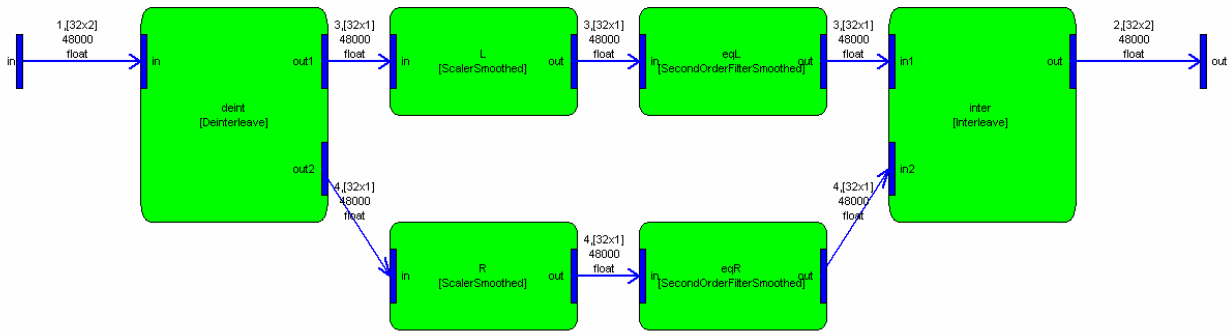 in
1,[32x2]
48000
float
in
out1
out2
deint
[Deinterleave]
3,[32x1]
48000
float
in
L
[ScalerSmoothed]
out
3,[32x1]
48000
float
in
eqL
[SecondOrderFilterSmoothed]
out
3,[32x1]
48000
float
in1
in2
out
inter
[Interleave]
2,[32x2]
48000
float
out
4,[32x1]
48000
float
in
R
[ScalerSmoothed]
out
4,[32x1]
48000
float
in
eqR
[SecondOrderFilterSmoothed]
out
4,[32x1]
48000
float